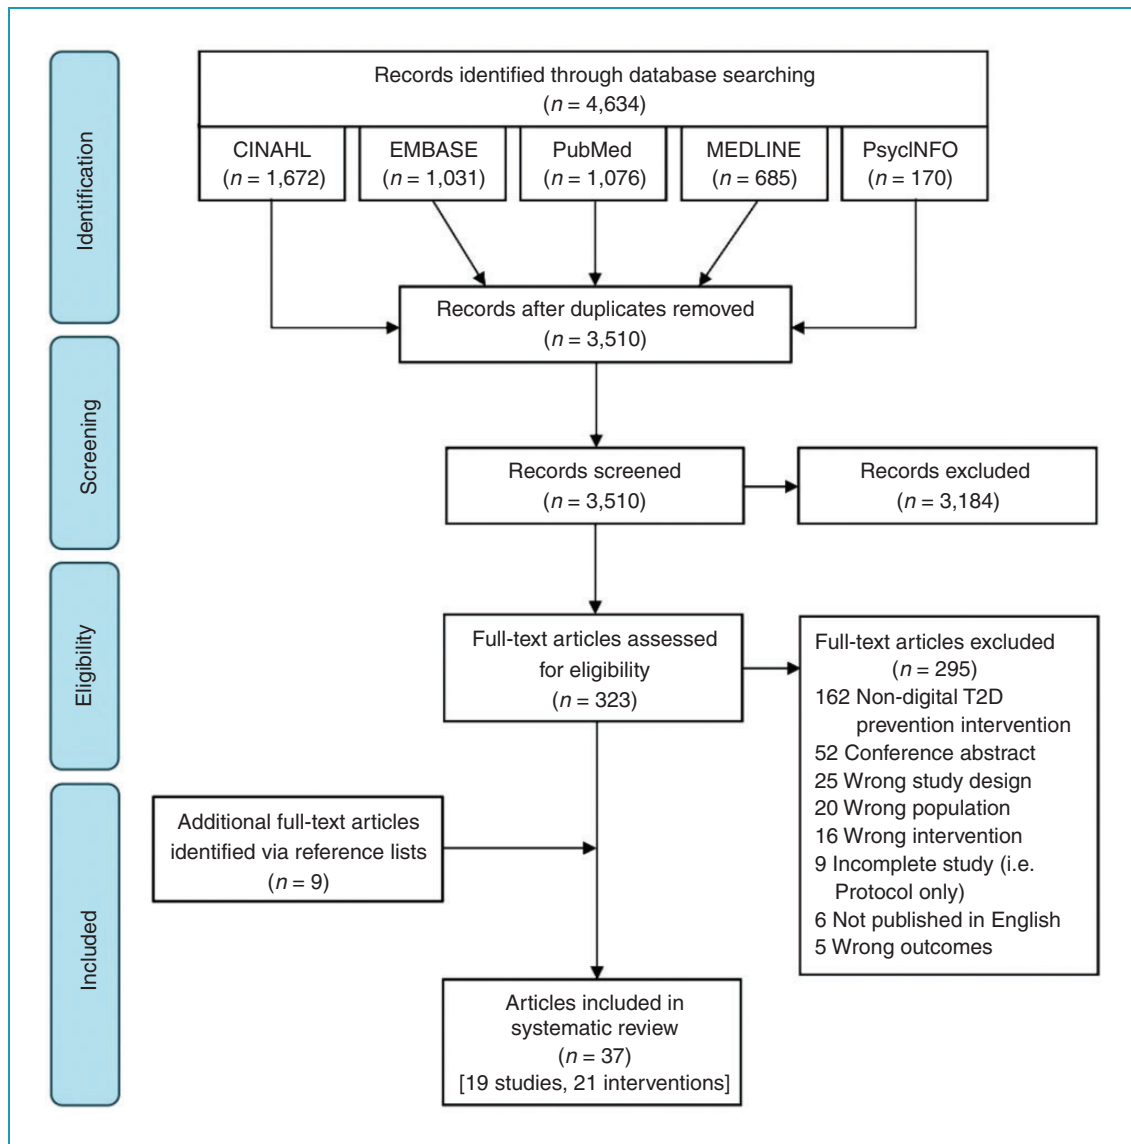 Identification
Records identified through database searching
(n = 4,634)
CINAHL
(n = 1,672)
EMBASE
(n = 1,031)
PubMed
(n = 1,076)
MEDLINE
(n = 685)
PsycINFO
(n = 170)
Records after duplicates removed
(n = 3,510)
Screening
Records screened
(n = 3,510)
Records excluded
(n = 3,184)
Eligibility
Full-text articles assessed
for eligibility
(n = 323)
Full-text articles excluded
(n = 295)
162 Non-digital T2D
prevention intervention
52 Conference abstract
25 Wrong study design
20 Wrong population
16 Wrong intervention
9 Incomplete study (i.e.
Protocol only)
6 Not published in English
5 Wrong outcomes
Included
Additional full-text articles
identified via reference lists
(n = 9)
Articles included in
systematic review
(n = 37)
[19 studies, 21 interventions]